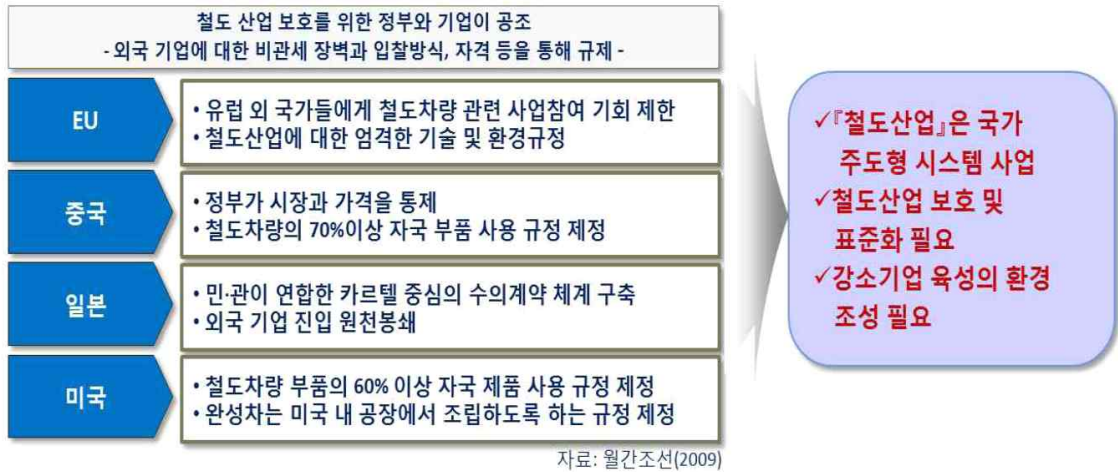 철도 산업 보호를 위한 정부와 기업이 공조
- 외국 기업에 대한 비관세 장벽과 입찰방식, 자격 등을 통해 규제 -
EU
• 유럽 외 국가들에게 철도차량 관련 사업참여 기회 제한
• 철도산업에 대한 엄격한 기술 및 환경규정
중국
• 정부가 시장과 가격을 통제
• 철도차량의 70%이상 자국 부품 사용 규정 제정
일본
• 민·관이 연합한 카르텔 중심의 수의계약 체계 구축
• 외국 기업 진입 원천봉쇄
미국
• 철도차량 부품의 60% 이상 자국 제품 사용 규정 제정
• 완성차는 미국 내 공장에서 조립하도록 하는 규정 제정
자료: 월간조선(2009)
✓『철도산업』은 국가
주도형 시스템 사업
✓철도산업 보호 및
표준화 필요
✓강소기업 육성의 환경
조성 필요